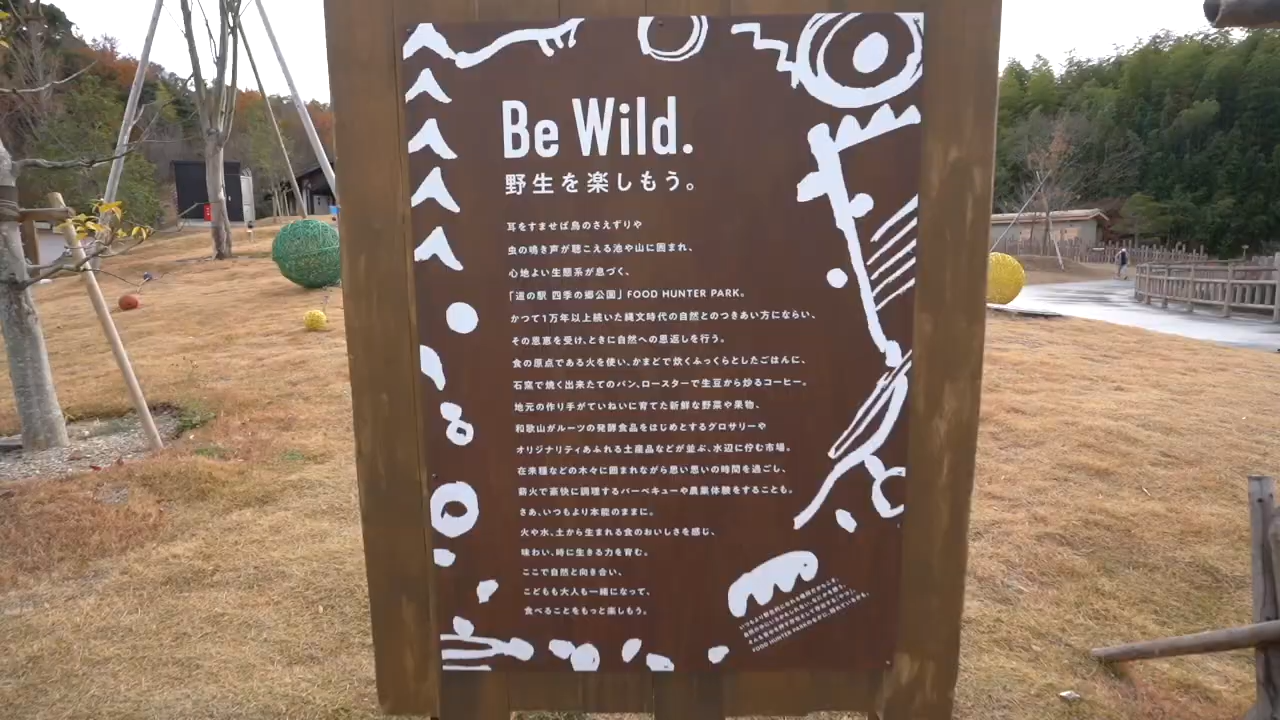 Be Wild.
野生を楽しもう。
耳をすませば鳥のさえずりや
虫の鳴き声が聴こえる池や山に囲まれ、
心地よい生態系が息づく、
「道の駅 四季の郷公園」FOOD HUNTER PARK。
かつて1万年以上続いた縄文時代の自然とのつきあい方にならい、
その恩恵を受け、ときに自然への恩返しを行う。
食の原点である火を使い、かまどで炊くふっくらとしたごはんに、
石窯で焼く出来たてのパン、ロースターで生豆から炒るコーヒー。
地元の作り手がていねいに育てた新鮮な野菜や果物、
和歌山がルーツの発酵食品をはじめとするグロサリーや
オリジナリティあふれる土産品などが並ぶ、水辺に佇む市場。
在来種などの木々に囲まれながら思い思いの時間を過ごし、
薪火で豪快に調理するバーベキューや農業体験をすることも。
さあ、いつもより本能のままに。
火や水、土から生まれる食のおいしさを感じ、
味わい、時に生きる力を育む。
ここで自然と向き合い、
こどもも大人も一緒になって、
食べることをもっと楽しもう。
FOOD HUNTER PARKのなかに、隠れているかも。